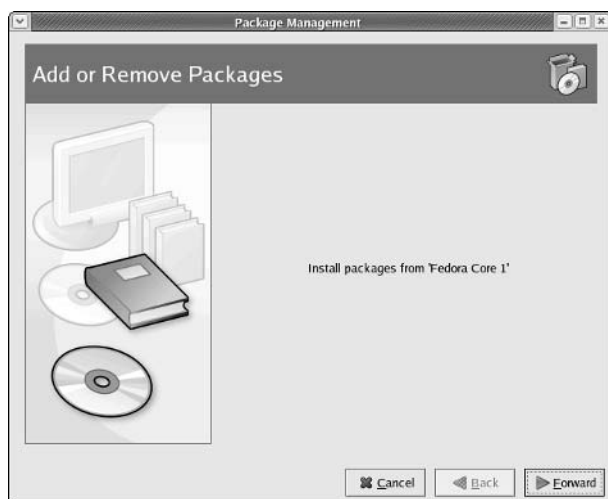 Package Management
Add or Remove Packages
Install packages from 'Fedora Core 1'
Cancel
Back
Forward